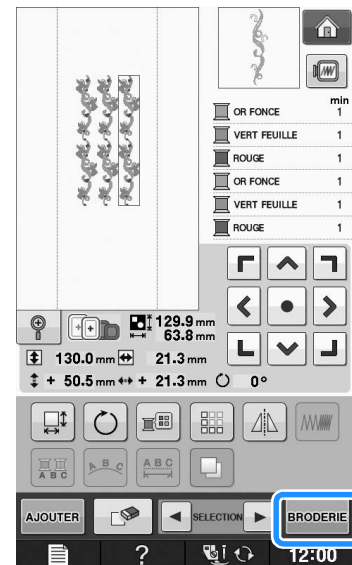 min
OR FONCE 1
VERT FEUILLE 1
ROUGE 1
OR FONCE 1
VERT FEUILLE 1
ROUGE 1
129.9 mm
63.8 mm
130.0 mm 21.3 mm
+ 50.5 mm + 21.3 mm 0°
A B C
A B C
A B C
AJOUTER SELECTION BRODERIE
? 12:00